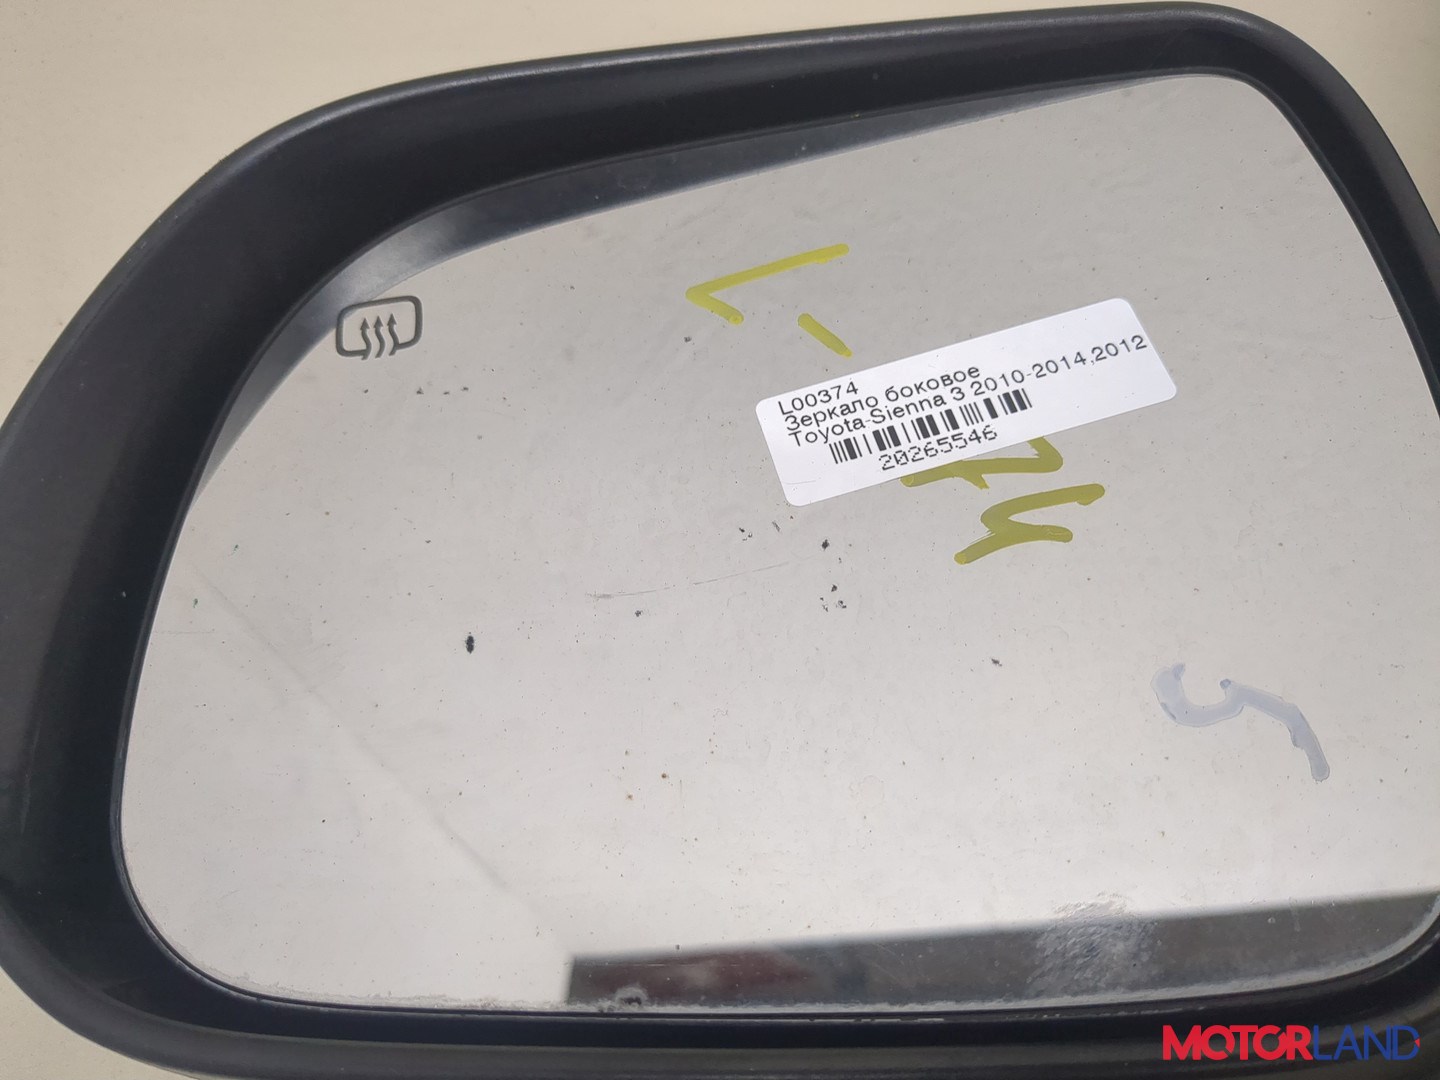 L00374
Зеркало боковое
Toyota-Sienna 3 2010-2014,2012
20265546
MOTORLAND